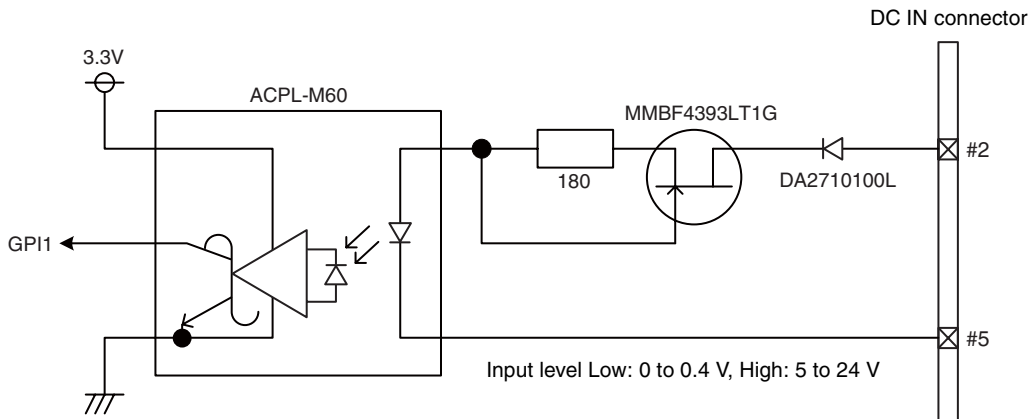 DC IN connector
3.3V
ACPL-M60
MMBF4393LT1G
#2
180
DA2710100L
GPI1
#5
Input level Low: 0 to 0.4 V, High: 5 to 24 V